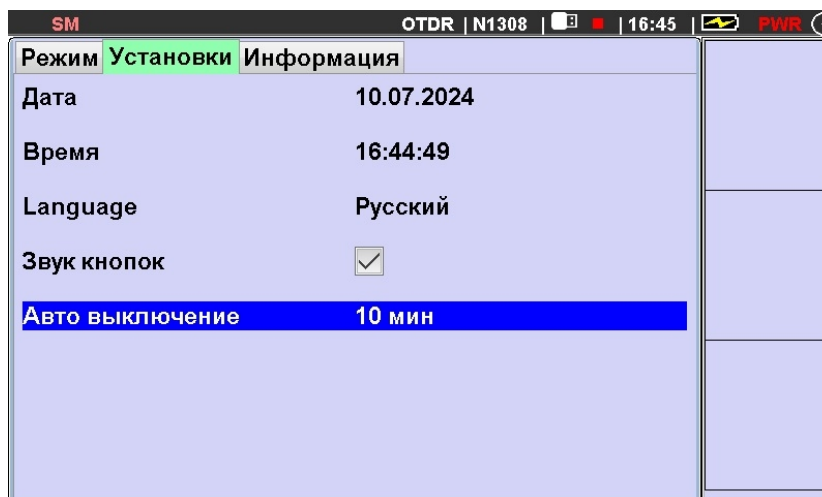 SM OTDR | N1308 | | 16:45 | PWR
Режим Установки Информация
Дата 10.07.2024
Время 16:44:49
Language Русский
Звук кнопок
Авто выключение 10 мин